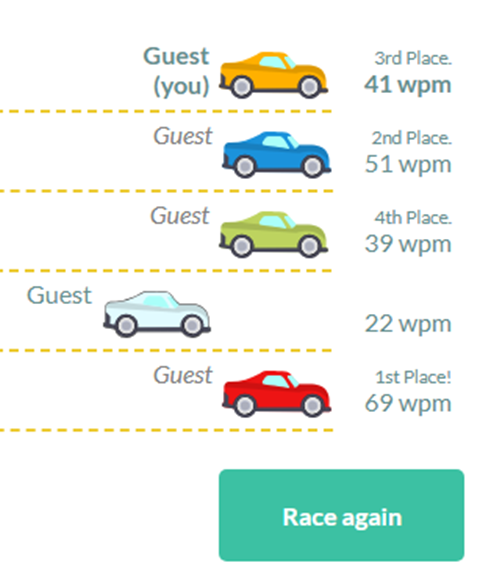 Guest
(you)
3rd Place.
41 wpm
Guest
2nd Place.
51 wpm
Guest
4th Place.
39 wpm
Guest
22 wpm
Guest
1st Place!
69 wpm
Race again